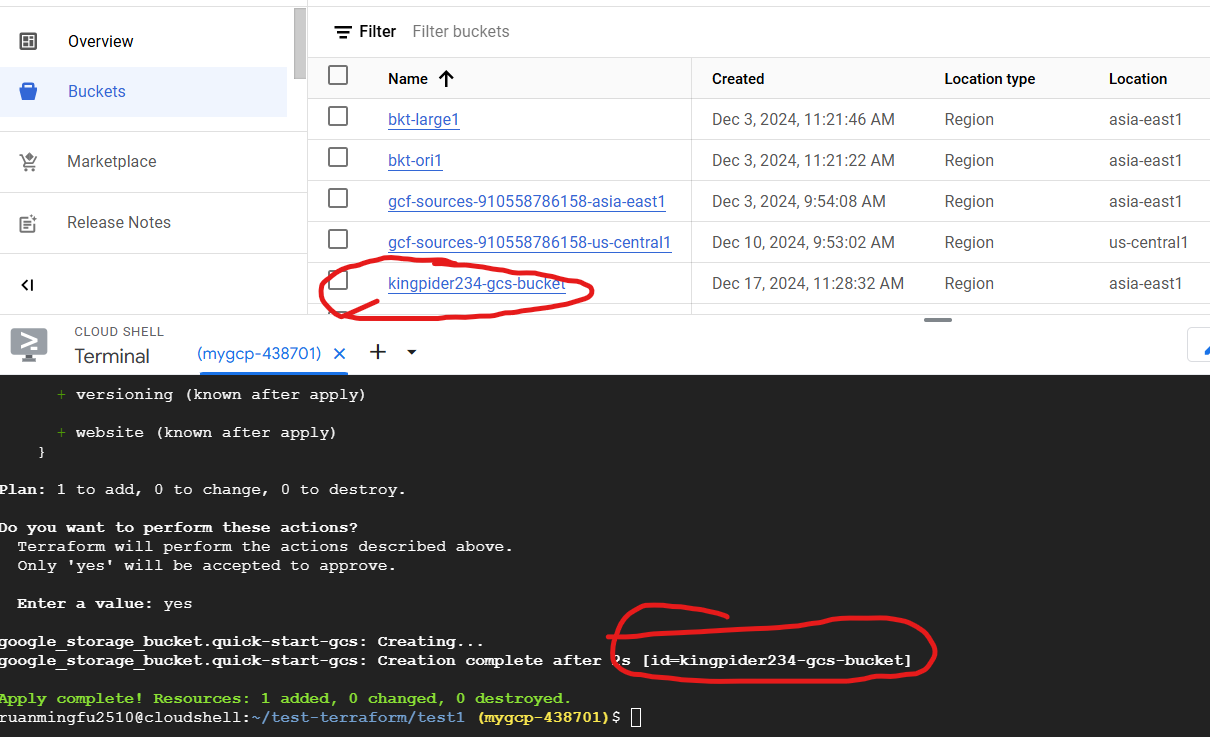 Overview
Buckets
Marketplace
Release Notes
Filter Filter buckets
Name Created Location type Location
bkt-large1 Dec 3, 2024, 11:21:46 AM Region asia-east1
bkt-ori1 Dec 3, 2024, 11:21:22 AM Region asia-east1
gcf-sources-910558786158-asia-east1 Dec 3, 2024, 9:54:08 AM Region asia-east1
gcf-sources-910558786158-us-central1 Dec 10, 2024, 9:53:02 AM Region us-central1
kingpider234-gcs-bucket Dec 17, 2024, 11:28:32 AM Region asia-east1
CLOUD SHELL
Terminal (mygcp-438701)
+ versioning (known after apply)
+ website (known after apply)
}
Plan: 1 to add, 0 to change, 0 to destroy.
Do you want to perform these actions?
Terraform will perform the actions described above.
Only 'yes' will be accepted to approve.
Enter a value: yes
google_storage_bucket.quick-start-gcs: Creating...
google_storage_bucket.quick-start-gcs: Creation complete after 2s [id=kingpider234-gcs-bucket]
Apply complete! Resources: 1 added, 0 changed, 0 destroyed.
ruanmingfu2510@cloudshell:~/test-terraform/test1 (mygcp-438701)$